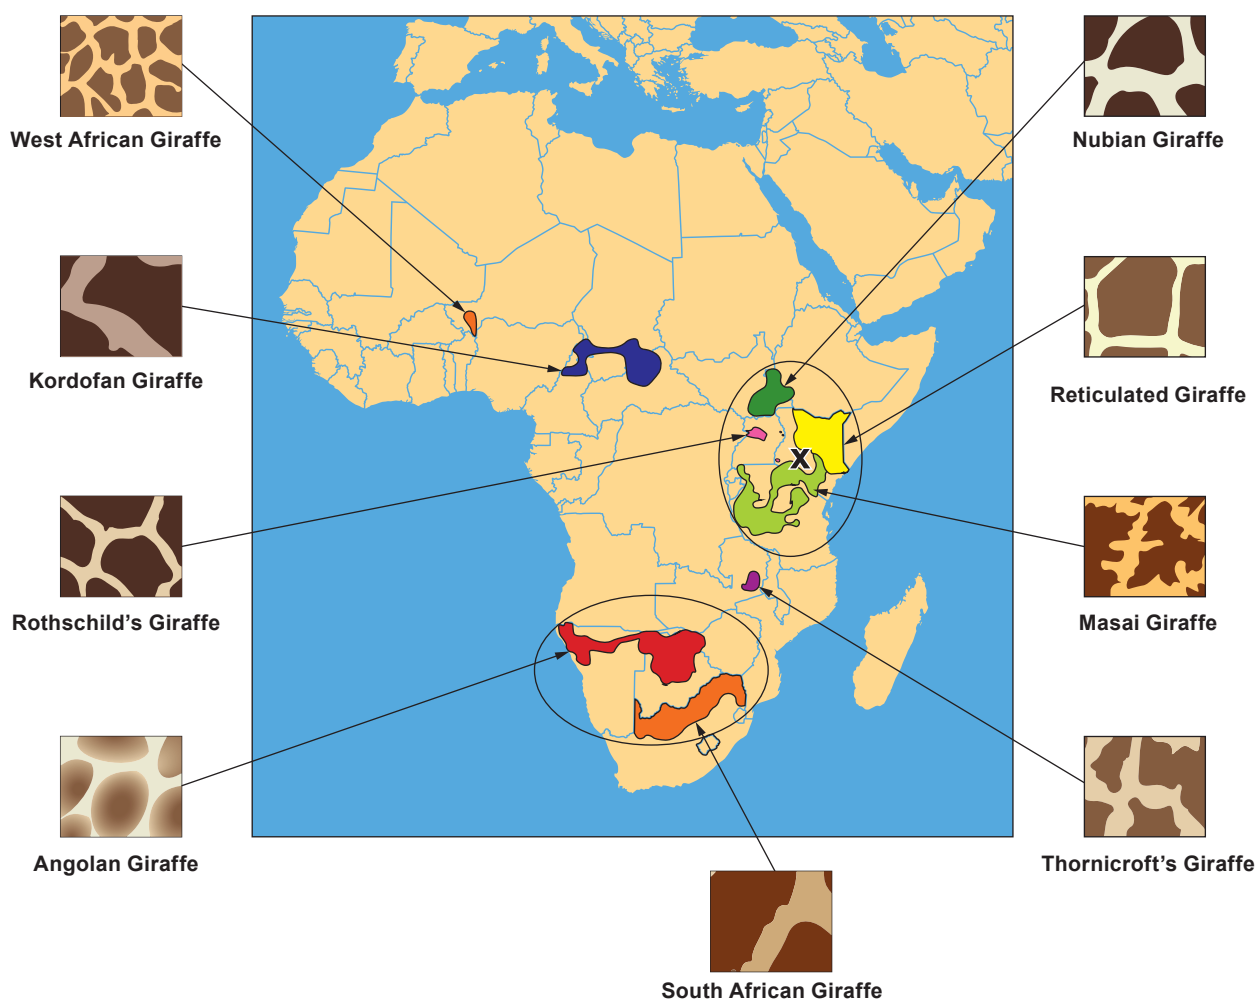 West African Giraffe
Nubian Giraffe
Kordofan Giraffe
Reticulated Giraffe
X
Rothschild’s Giraffe
Masai Giraffe
Angolan Giraffe
Thornicroft’s Giraffe
South African Giraffe